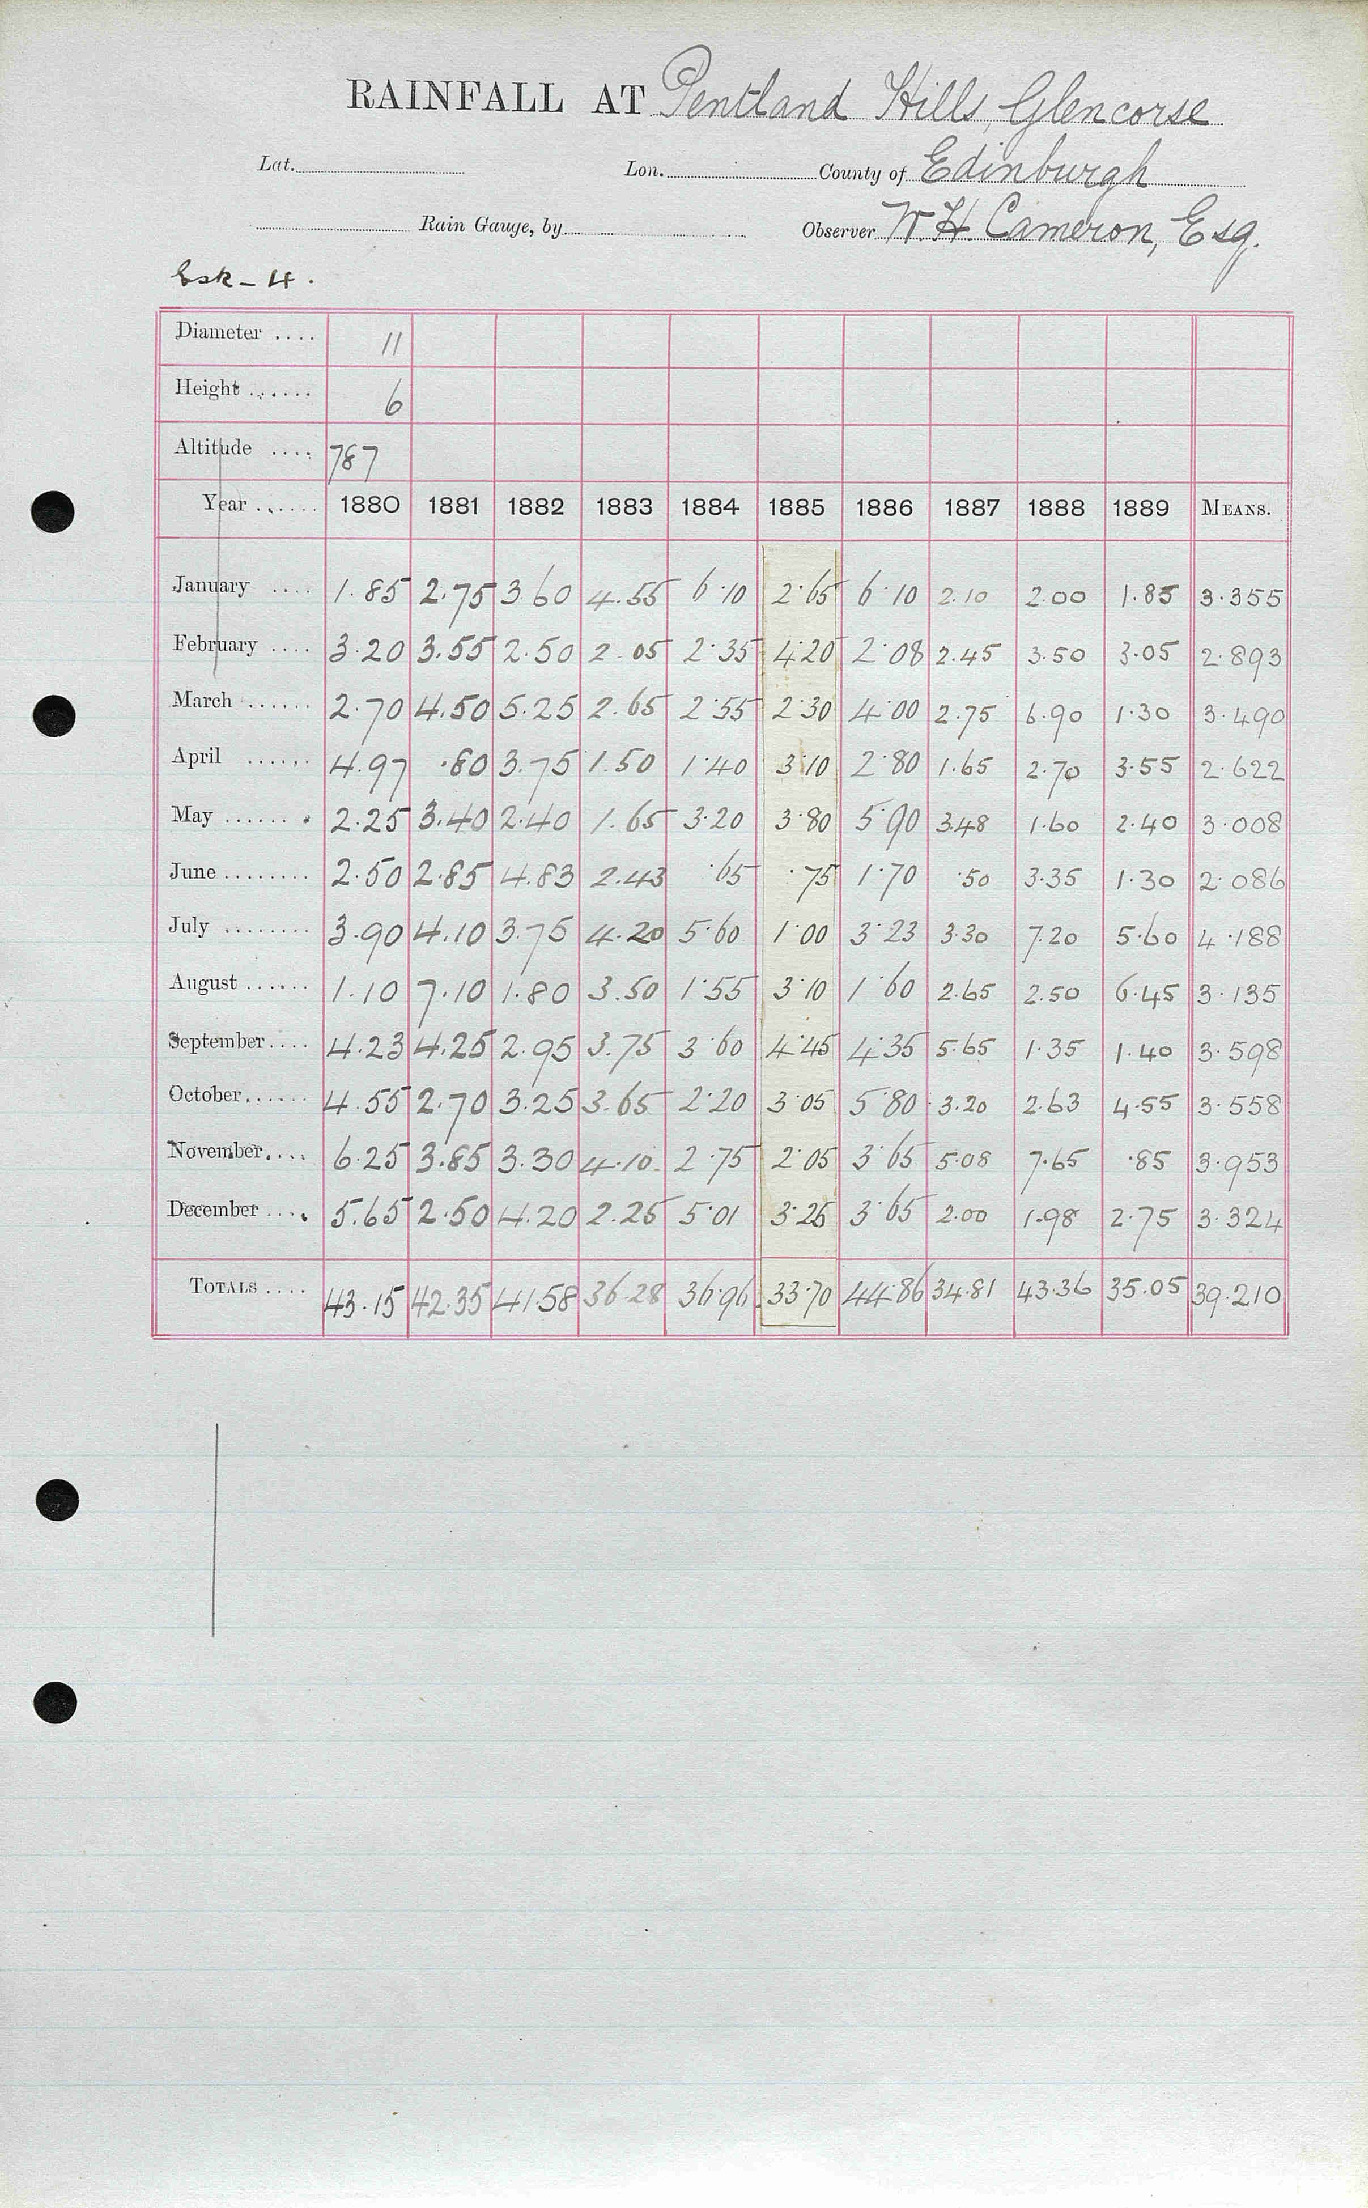 RAINFALL AT Pentland Hills, Glencorse
Lat. Lon. County of Edinburgh
Rain Gauge, by Observer W. H. Cameron, Esq.
Esk - 4.
Diameter .... 11
Height ...... 6
Altitude .... 787
Year ...... 1880 1881 1882 1883 1884 1885 1886 1887 1888 1889 MEANS.
January .... 1.85 2.75 3 60 4.55 6.10 2.65 6.10 2.10 2.00 1.85 3.355
February .... 3.20 3.55 2.50 2.05 2.35 4.20 2.08 2.45 3.50 3.05 2.893
March ...... 2.70 4.50 5.25 2.65 2.55 2.30 4.00 2.75 6.90 1.30 3.490
April ...... 4.97 .80 3.75 1.50 1.40 3.10 2.80 1.65 2.70 3.55 2.622
May ....... 2.25 3.40 2.40 1.65 3.20 3.80 5.90 3.48 1.60 2.40 3.008
June ........ 2.50 2.85 4.83 2.43 .65 .75 1.70 .50 3.35 1.30 2.086
July ........ 3.90 4.10 3.75 4.20 5.60 1.00 3.23 3.30 7.20 5.60 4.188
August ...... 1.10 7.10 1.80 3.50 1.55 3.10 1.60 2.65 2.50 6.45 3.135
September .... 4.23 4.25 2.95 3.75 3.60 4.45 4.35 5.65 1.35 1.40 3.598
October ...... 4.55 2.70 3.25 3.65 2.20 3.05 5.80 3.20 2.63 4.55 3.558
November .... 6.25 3.85 3.30 4.10 2.75 2.05 3.65 5.08 7.65 .85 3.953
December .... 5.65 2.50 4.20 2.25 5.01 3.25 3.65 2.00 1.98 2.75 3.324
TOTALS .... 43.15 42.35 41.58 36 28 36.96 33.70 44.86 34.81 43.36 35.05 39.210